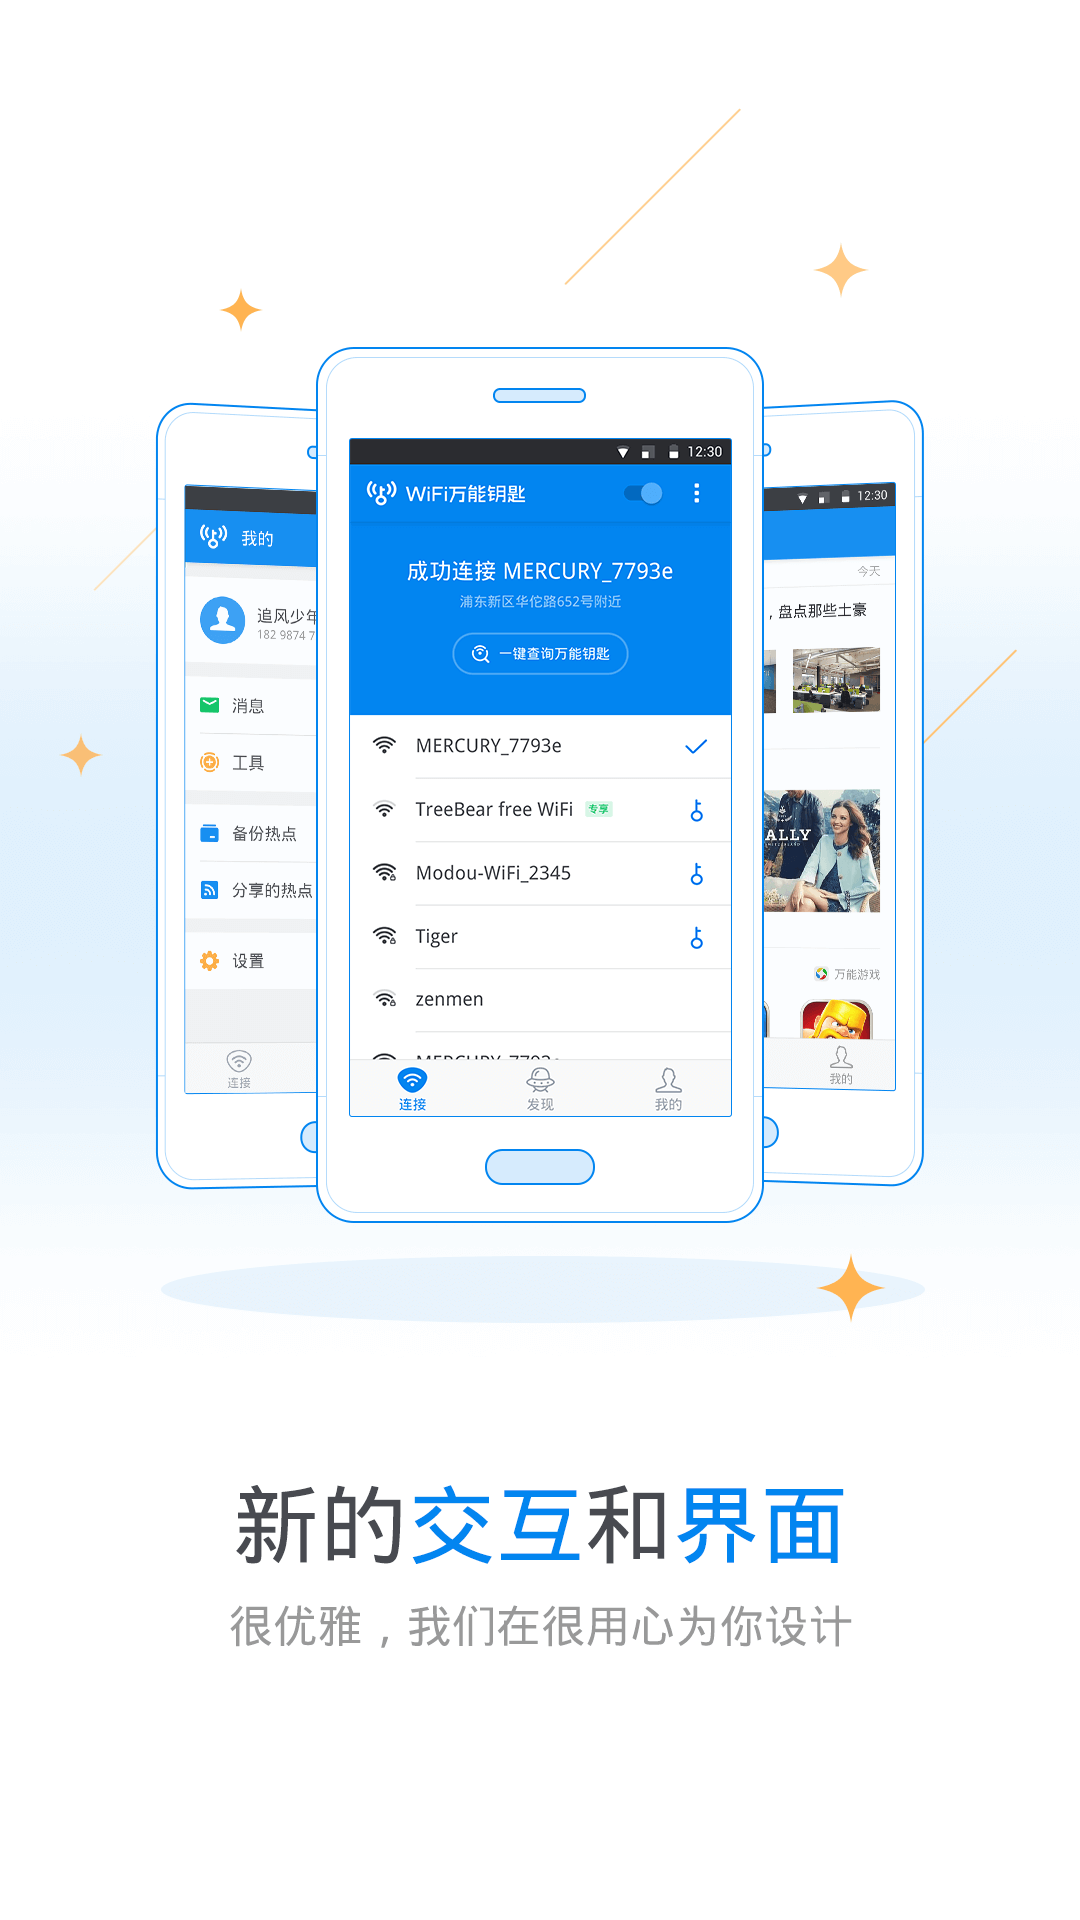 12:30
WiFi万能钥匙
成功连接 MERCURY_7793e
浦东新区华佗路652号附近
一键查询万能钥匙
MERCURY_7793e
TreeBear free WiFi 专享
Modou-WiFi_2345
Tiger
zenmen
连接
发现
我的
我的
追风少年
182 9874 7
消息
工具
备份热点
分享的热点
设置
连接
12:30
今天
，盘点那些土豪
ALLY
万能游戏
我的
新的交互和界面
很优雅，我们在很用心为你设计